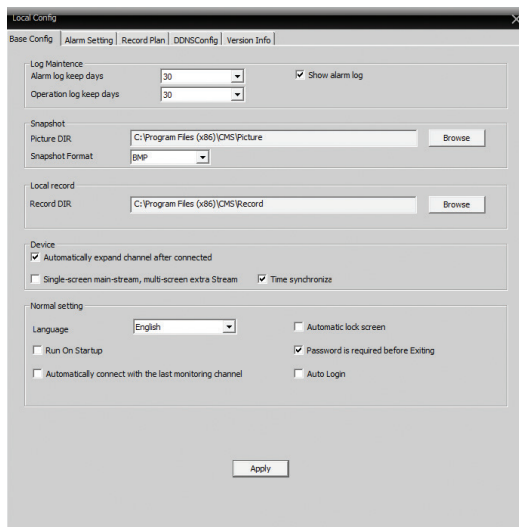 Local Config
Base Config Alarm Setting Record Plan DDNSConfig Version Info
Log Maintence
Alarm log keep days 30 Show alarm log
Operation log keep days 30
Snapshot
Picture DIR C:\Program Files (x86)\CMS\Picture Browse
Snapshot Format BMP
Local record
Record DIR C:\Program Files (x86)\CMS\Record Browse
Device
Automatically expand channel after connected
Single-screen main-stream, multi-screen extra Stream Time synchronize
Normal setting
Language English Automatic lock screen
Run On Startup Password is required before Exiting
Automatically connect with the last monitoring channel Auto Login
Apply